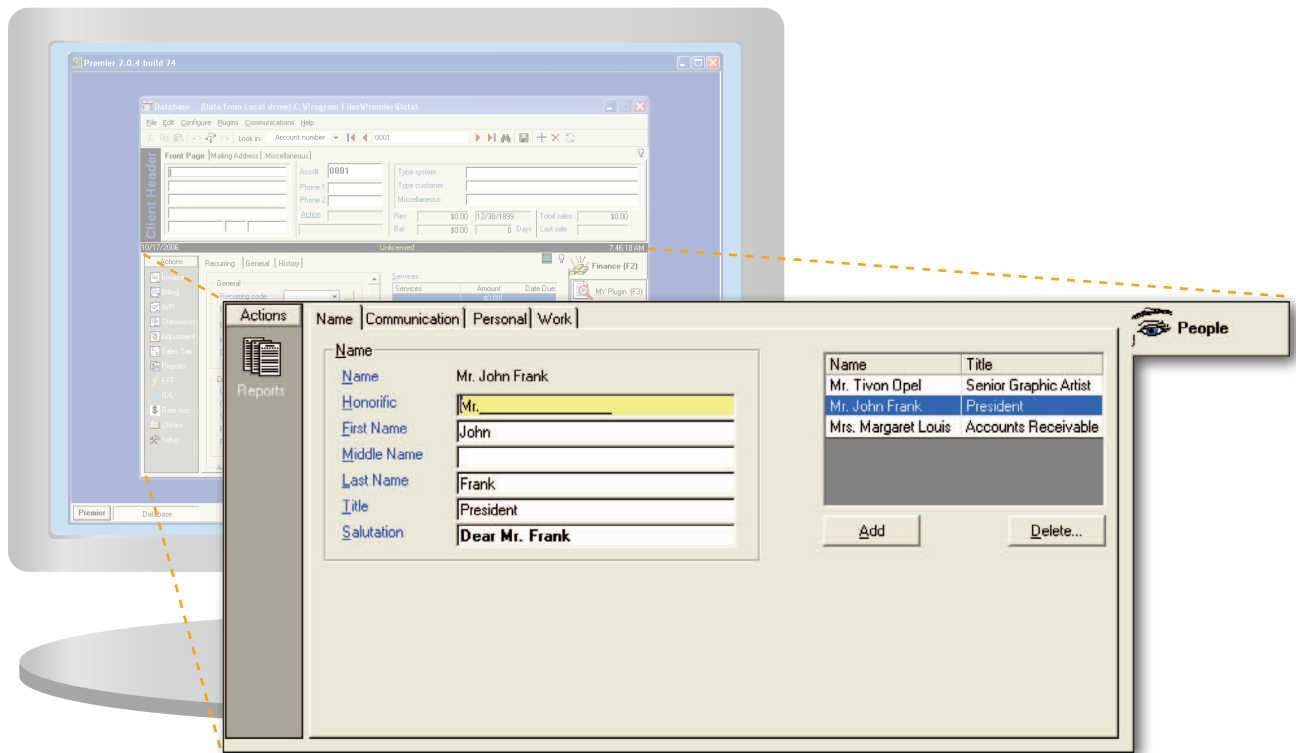 Premier 2.0.4 build 74
Database (Data from Local drive) C:\Program Files\Premier\Data\
File Edit Configure Plugins Communications Help
Look in: Account number 0001
Client Header
Front Page Mailing Address Miscellaneous
Acct# 0001 Type system
Phone 1 Type customer
Phone 2 Miscellaneous
Action Res $0.00 12/30/1899 Total sales $0.00
Bal $0.00 0 Days Last sale
10/17/2006 Unlicensed 7:46:18 AM
Actions Recurring General History
Finance (F2)
General Services
Recurring code Services Amount Date Due
$0.00
MY Plugin (F3)
Billing
A/R
Statements
Adjustment
Sales Tax
Reports
EFT
G/L
Rate Incr.
Utilities
Setup
Premier Database
Actions
Reports
Name Communication Personal Work
People
Name
Name Mr. John Frank
Honorific Mr.
First Name John
Middle Name
Last Name Frank
Title President
Salutation Dear Mr. Frank
Name Title
Mr. Tivon Opel Senior Graphic Artist
Mr. John Frank President
Mrs. Margaret Louis Accounts Receivable
Add Delete...